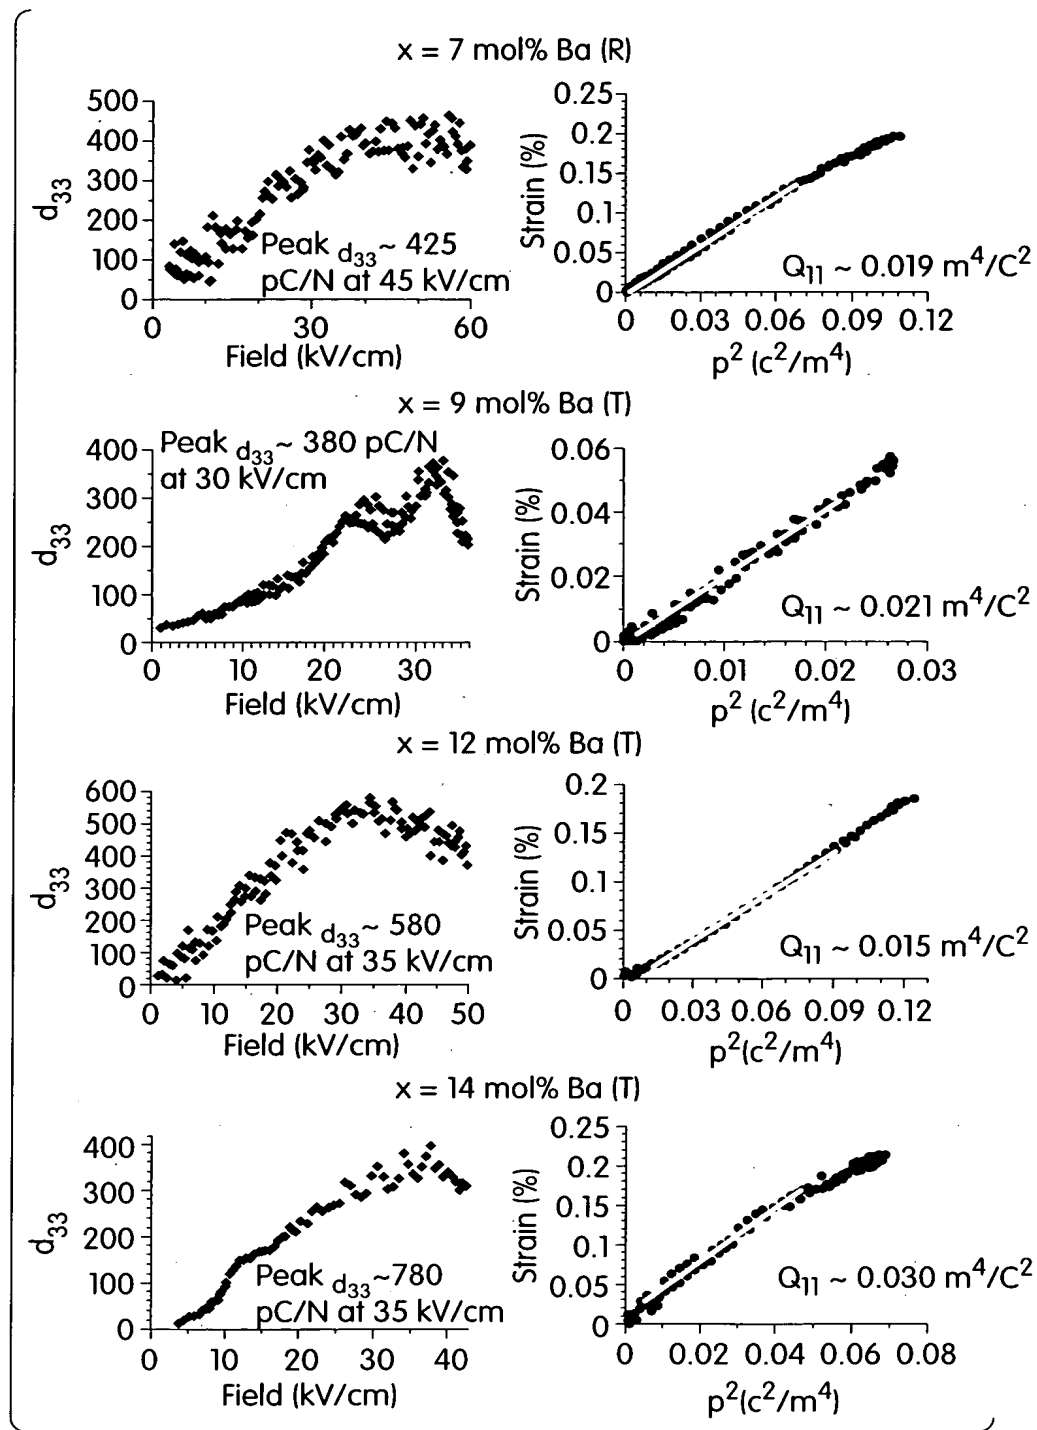 x = 7 mol% Ba (R)
500
400
300
200
100
0
d33
Peak d33~ 425
pC/N at 45 kV/cm
0 30 60
Field (kV/cm)
0.25
0.2
0.15
0.1
0.05
0
Strain (%)
Q11 ~ 0.019 m4/C2
0 0.03 0.06 0.09 0.12
p2 (c2/m4)
x = 9 mol% Ba (T)
Peak d33~ 380 pC/N
at 30 kV/cm
400
300
200
100
0
d33
0 10 20 30
Field (kV/cm)
0.06
0.04
0.02
0
Strain (%)
Q11 ~ 0.021 m4/C2
0 0.01 0.02 0.03
p2 (c2/m4)
x = 12 mol% Ba (T)
600
500
400
300
200
100
0
d33
Peak d33~ 580
pC/N at 35 kV/cm
0 10 20 30 40 50
Field (kV/cm)
0.2
0.15
0.1
0.05
0
Strain (%)
Q11 ~ 0.015 m4/C2
0 0.03 0.06 0.09 0.12
p2(c2/m4)
x = 14 mol% Ba (T)
400
300
200
100
0
d33
Peak d33~780
pC/N at 35 kV/cm
0 10 20 30 40
Field (kV/cm)
0.25
0.2
0.15
0.1
0.05
0
Strain (%)
Q11 ~ 0.030 m4/C2
0 0.02 0.04 0.06 0.08
p2(c2/m4)